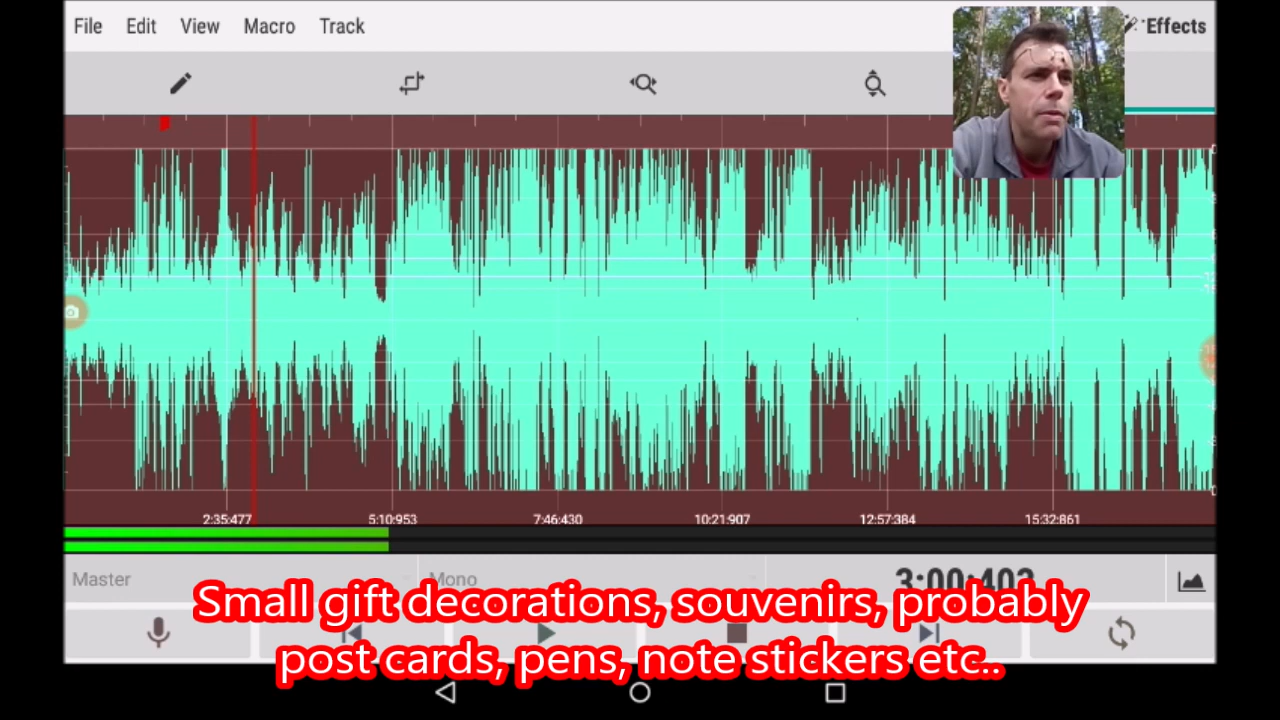 File Edit View Macro Track Effects
2:35:477 5:10:953 7:46:430 10:21:907 12:57:384 15:32:861
Master Mono 3:00:403
Small gift decorations, souvenirs, probably
post cards, pens, note stickers etc..